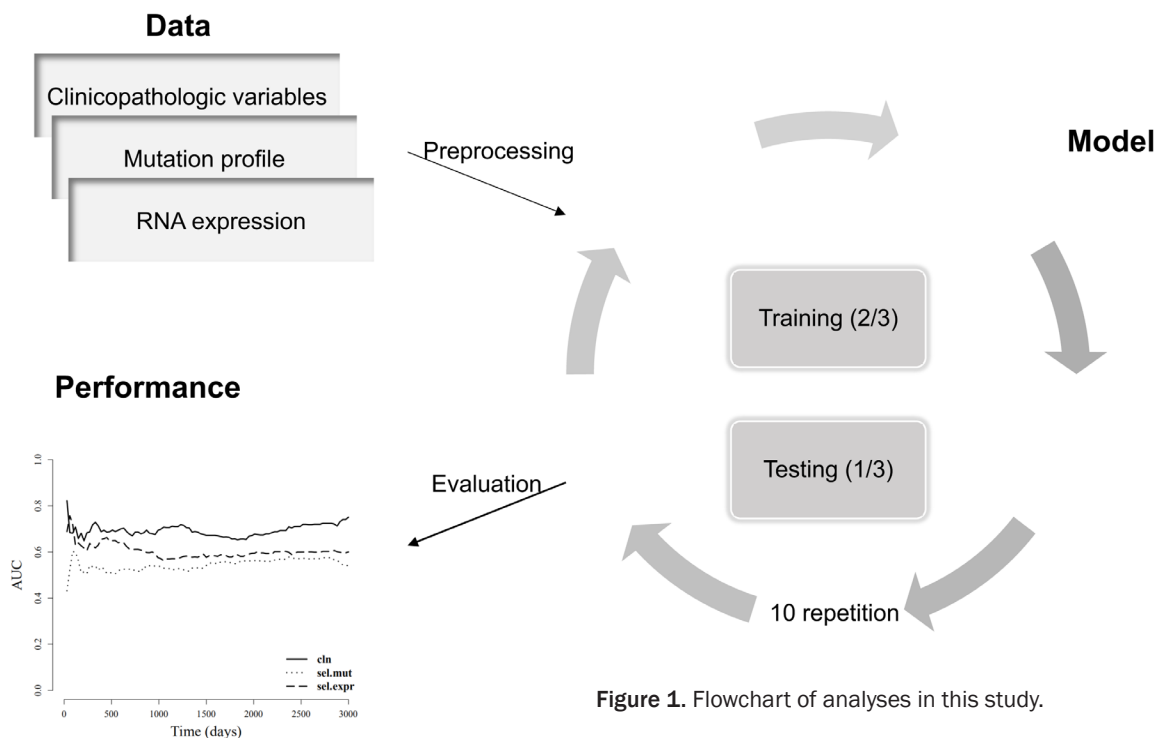 Data
Clinicopathologic variables
Mutation profile
RNA expression
Preprocessing
Model
Training (2/3)
Testing (1/3)
10 repetition
Evaluation
Performance
AUC
1.0
0.8
0.6
0.4
0.2
0.0
cln
sel.mut
sel.expr
0 500 1000 1500 2000 2500 3000
Time (days)
Figure 1. Flowchart of analyses in this study.